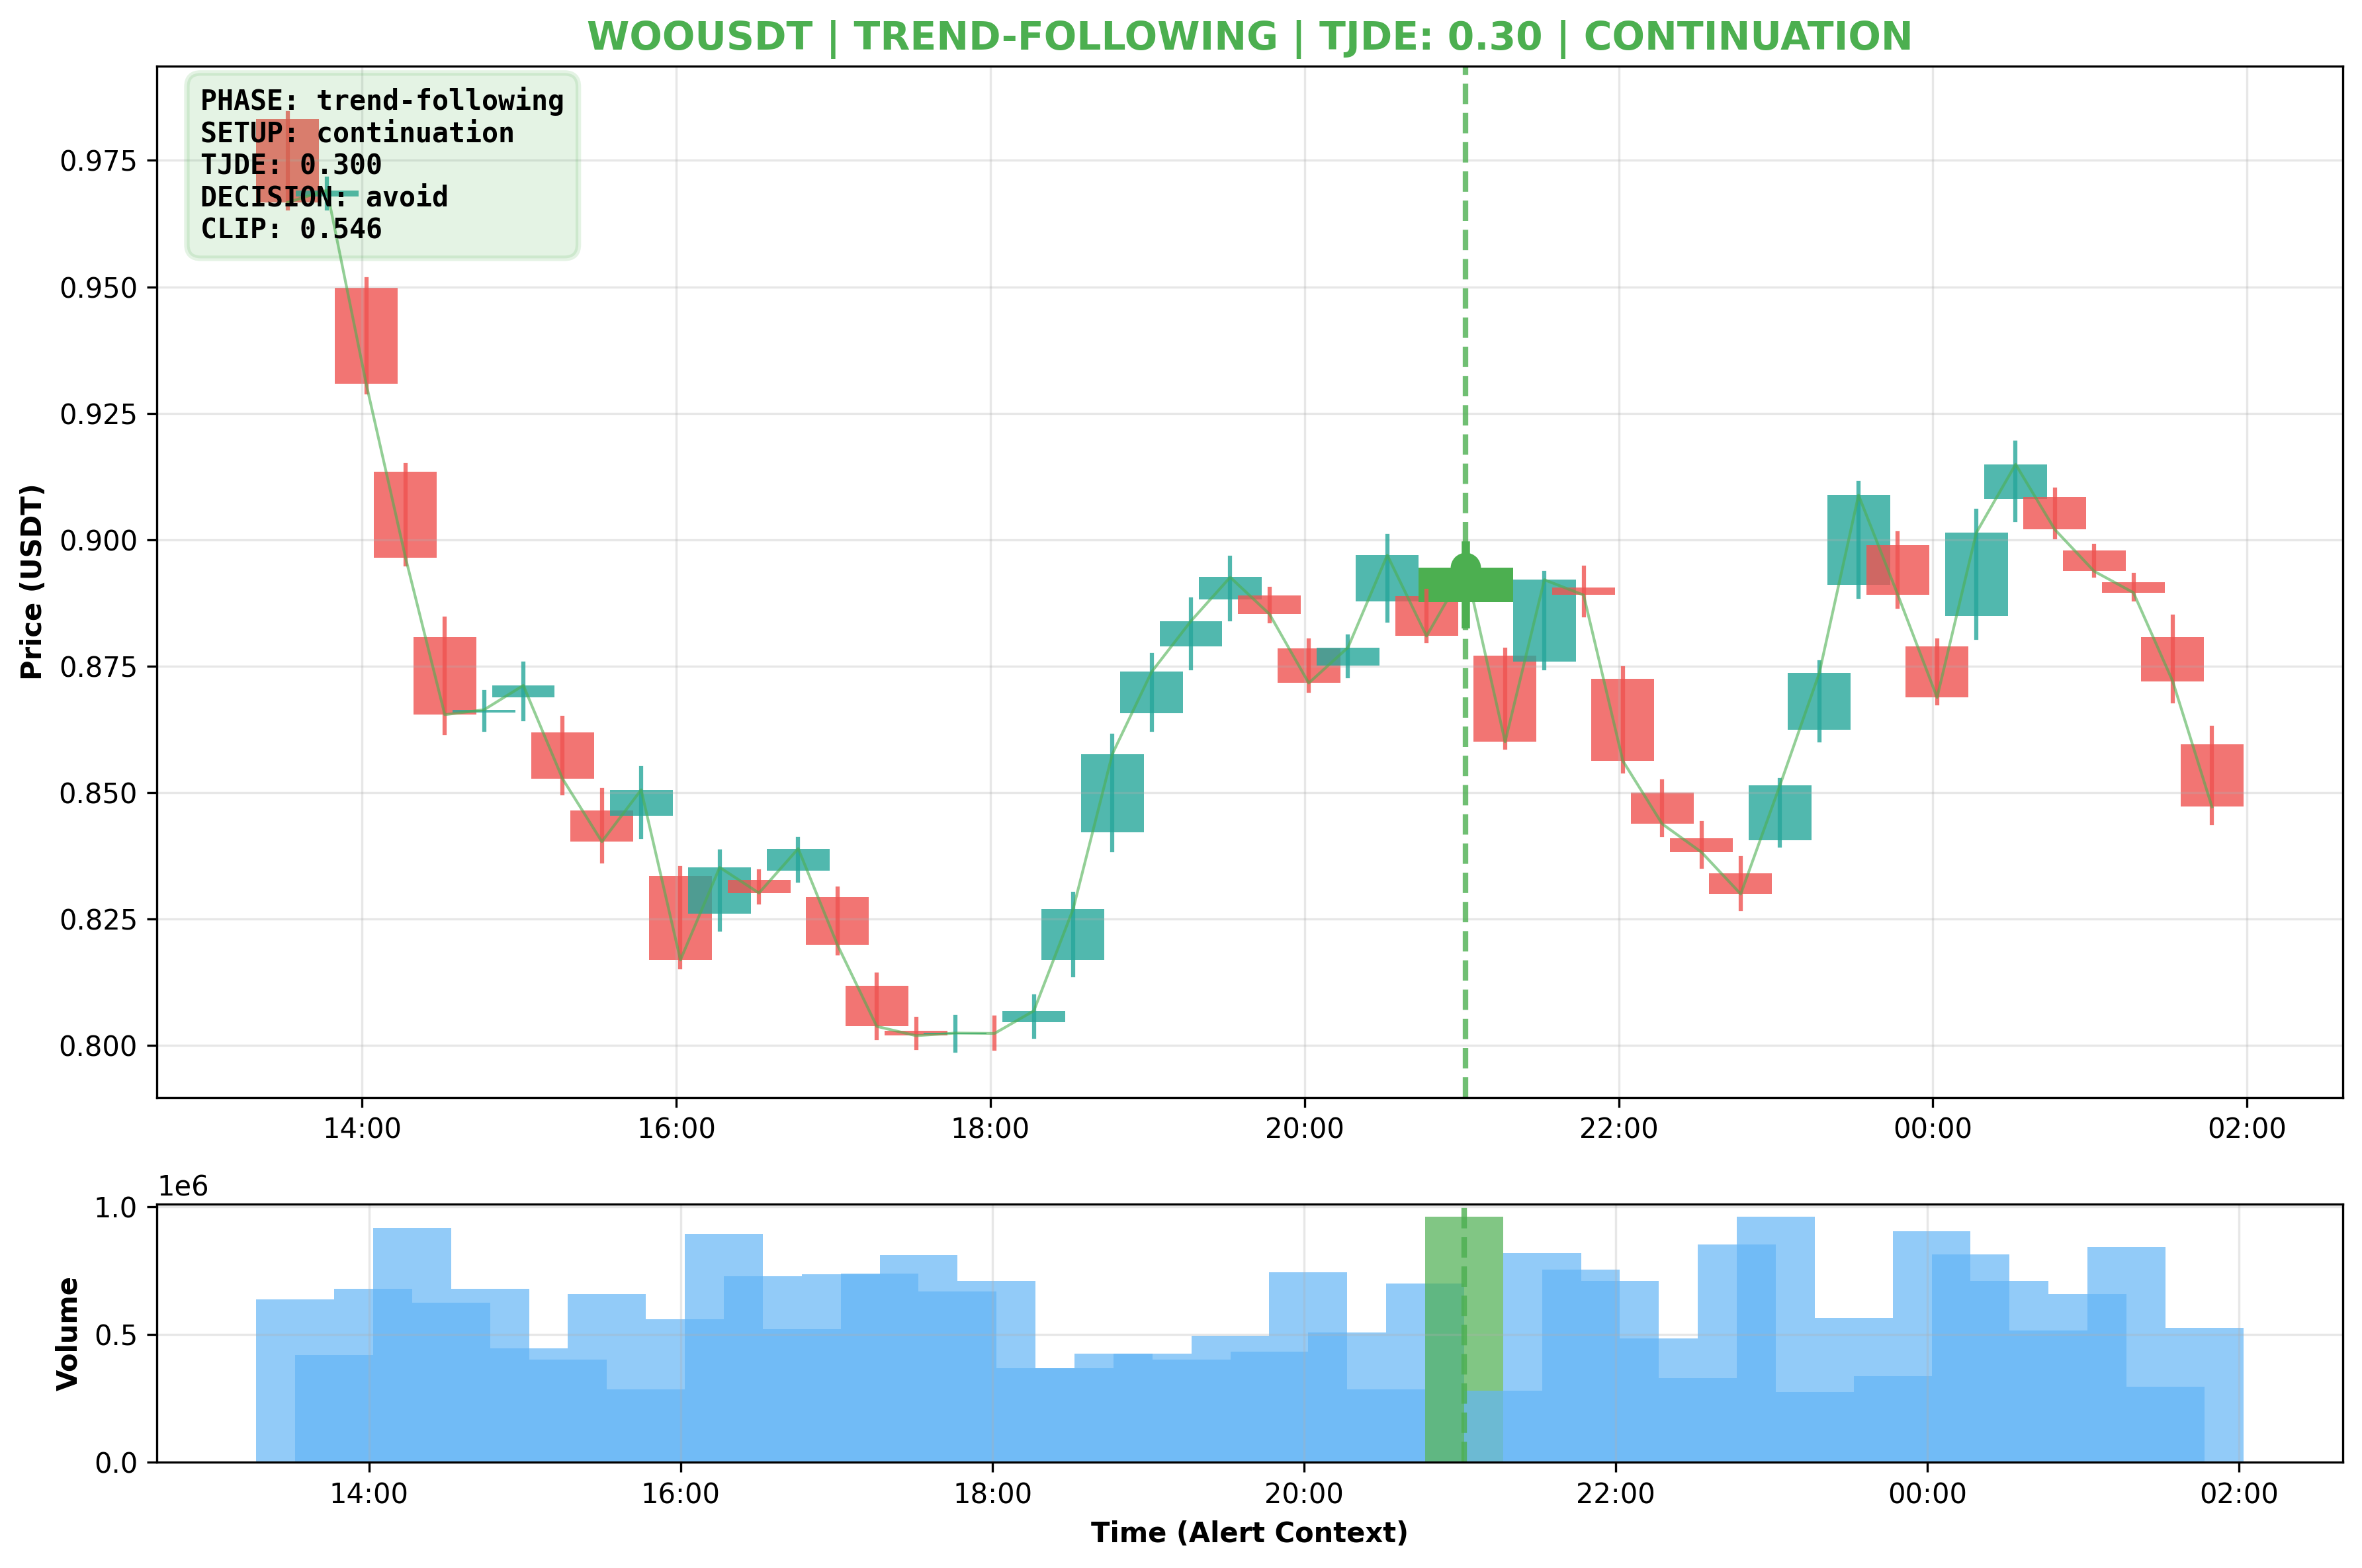 WOOUSDT | TREND-FOLLOWING | TJDE: 0.30 | CONTINUATION
PHASE: trend-following
SETUP: continuation
TJDE: 0.300
DECISION: avoid
CLIP: 0.546
Price (USDT)
0.975
0.950
0.925
0.900
0.875
0.850
0.825
0.800
14:00 16:00 18:00 20:00 22:00 00:00 02:00
1e6
Volume
1.0
0.5
0.0
14:00 16:00 18:00 20:00 22:00 00:00 02:00
Time (Alert Context)